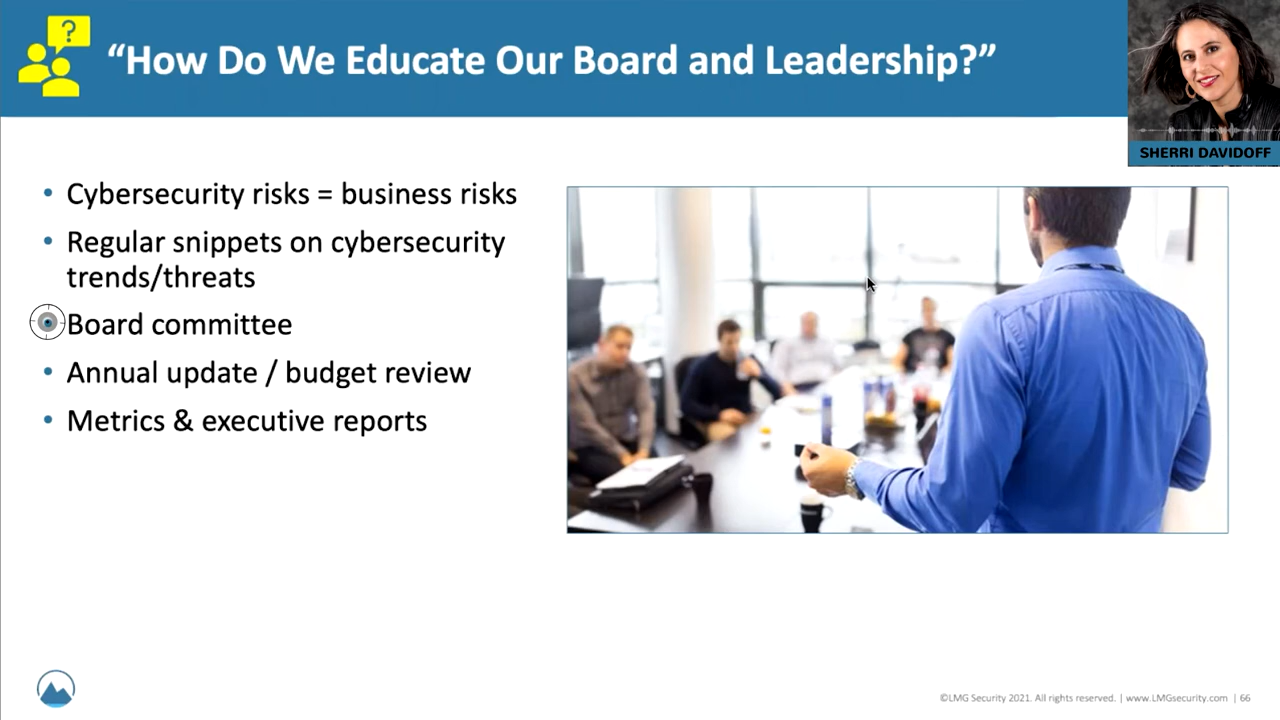 “How Do We Educate Our Board and Leadership?”
SHERRI DAVIDOFF
• Cybersecurity risks = business risks
• Regular snippets on cybersecurity
trends/threats
Board committee
• Annual update / budget review
• Metrics & executive reports
©LMG Security 2021. All rights reserved. | www.LMGsecurity.com | 66